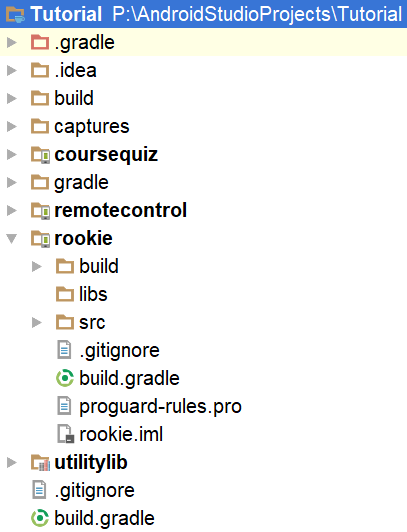 Tutorial P:\AndroidStudioProjects\Tutorial
.gradle
.idea
build
captures
coursequiz
gradle
remotecontrol
rookie
build
libs
src
.gitignore
build.gradle
proguard-rules.pro
rookie.iml
utilitylib
.gitignore
build.gradle